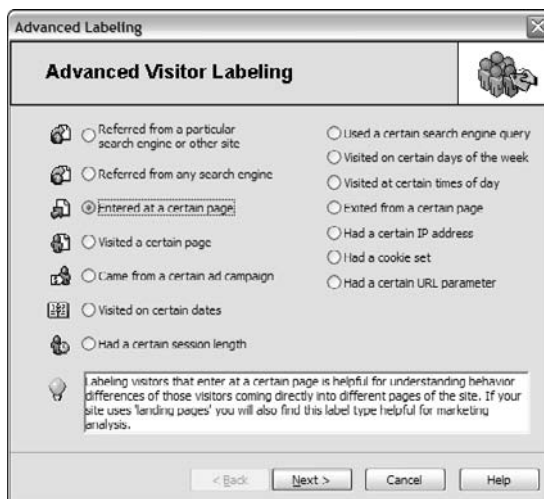 Advanced Labeling
Advanced Visitor Labeling
Referred from a particular
search engine or other site
Referred from any search engine
Entered at a certain page
Visited a certain page
Came from a certain ad campaign
Visited on certain dates
Had a certain session length
Used a certain search engine query
Visited on certain days of the week
Visited at certain times of day
Exited from a certain page
Had a certain IP address
Had a cookie set
Had a certain URL parameter
Labeling visitors that enter at a certain page is helpful for understanding behavior
differences of those visitors coming directly into different pages of the site. If your
site uses 'landing pages' you will also find this label type helpful for marketing
analysis.
< Back
Next >
Cancel
Help